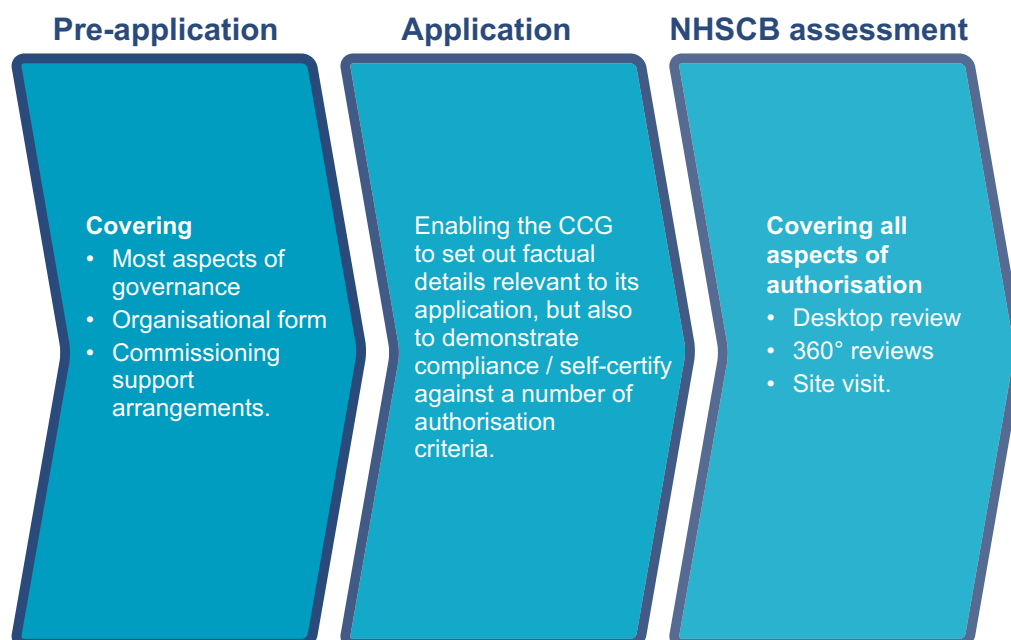 Pre-application
Application
NHSCB assessment
Covering
• Most aspects of
governance
• Organisational form
• Commissioning
support
arrangements.
Enabling the CCG
to set out factual
details relevant to its
application, but also
to demonstrate
compliance / self-certify
against a number of
authorisation
criteria.
Covering all
aspects of
authorisation
• Desktop review
• 360° reviews
• Site visit.